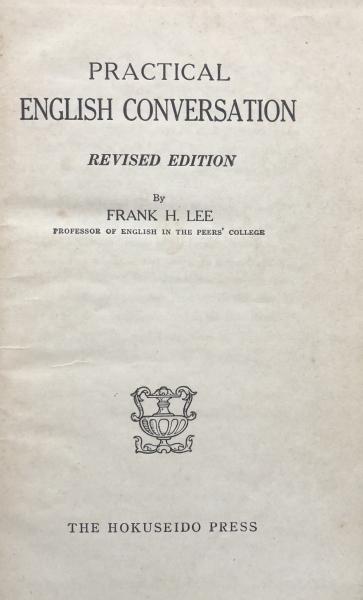 PRACTICAL
ENGLISH CONVERSATION
REVISED EDITION
By
FRANK H. LEE
PROFESSOR OF ENGLISH IN THE PEERS' COLLEGE
THE HOKUSEIDO PRESS